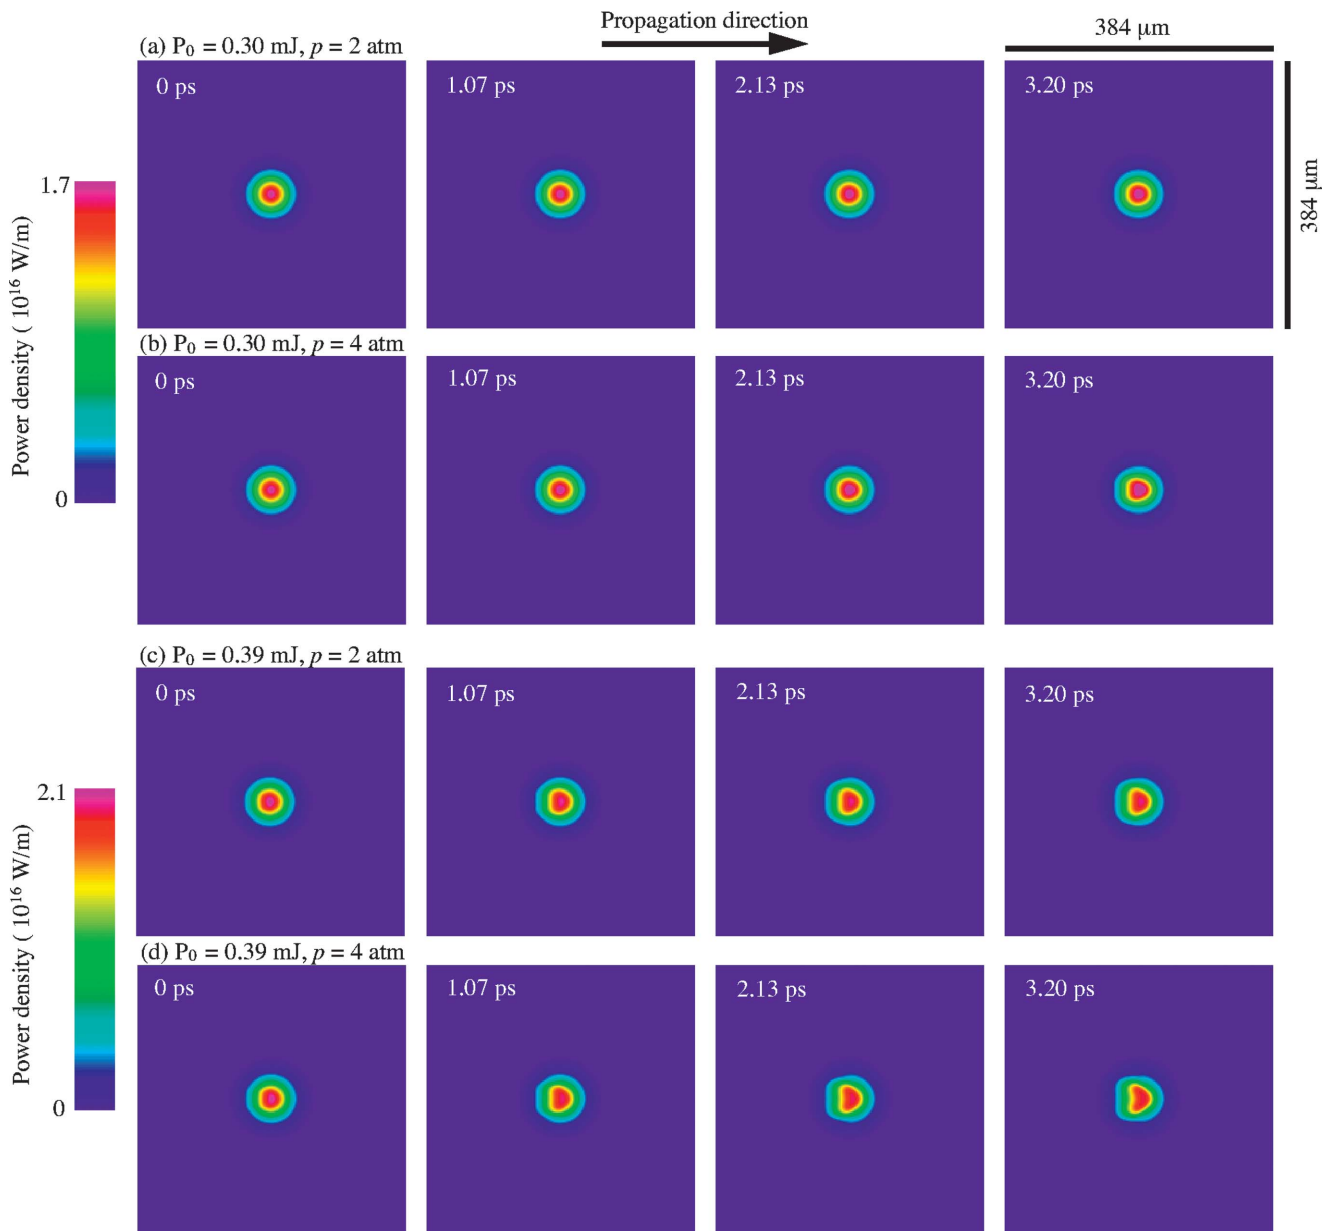 Propagation direction
384 µm
(a) P₀ = 0.30 mJ, p = 2 atm
0 ps
1.07 ps
2.13 ps
3.20 ps
384 µm
1.7
Power density ( 10¹⁶ W/m)
0
(b) P₀ = 0.30 mJ, p = 4 atm
0 ps
1.07 ps
2.13 ps
3.20 ps
(c) P₀ = 0.39 mJ, p = 2 atm
0 ps
1.07 ps
2.13 ps
3.20 ps
2.1
Power density ( 10¹⁶ W/m)
0
(d) P₀ = 0.39 mJ, p = 4 atm
0 ps
1.07 ps
2.13 ps
3.20 ps